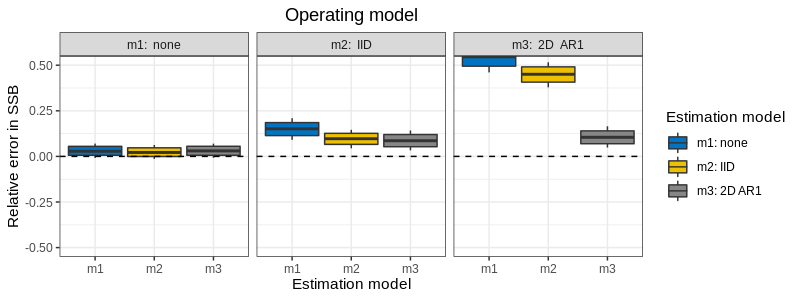 Operating model
m1: none
m2: IID
m3: 2D AR1
Relative error in SSB
0.50
0.25
0.00
-0.25
-0.50
m1 m2 m3
m1 m2 m3
m1 m2 m3
Estimation model
Estimation model
m1: none
m2: IID
m3: 2D AR1